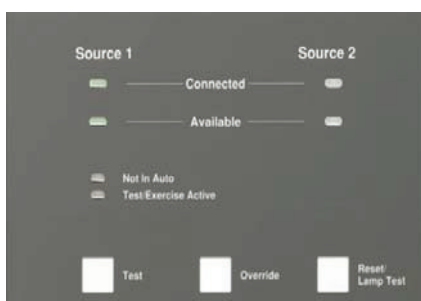 Source 1 Source 2
Connected
Available
Not In Auto
Test/Exercise Active
Test
Override
Reset/
Lamp Test